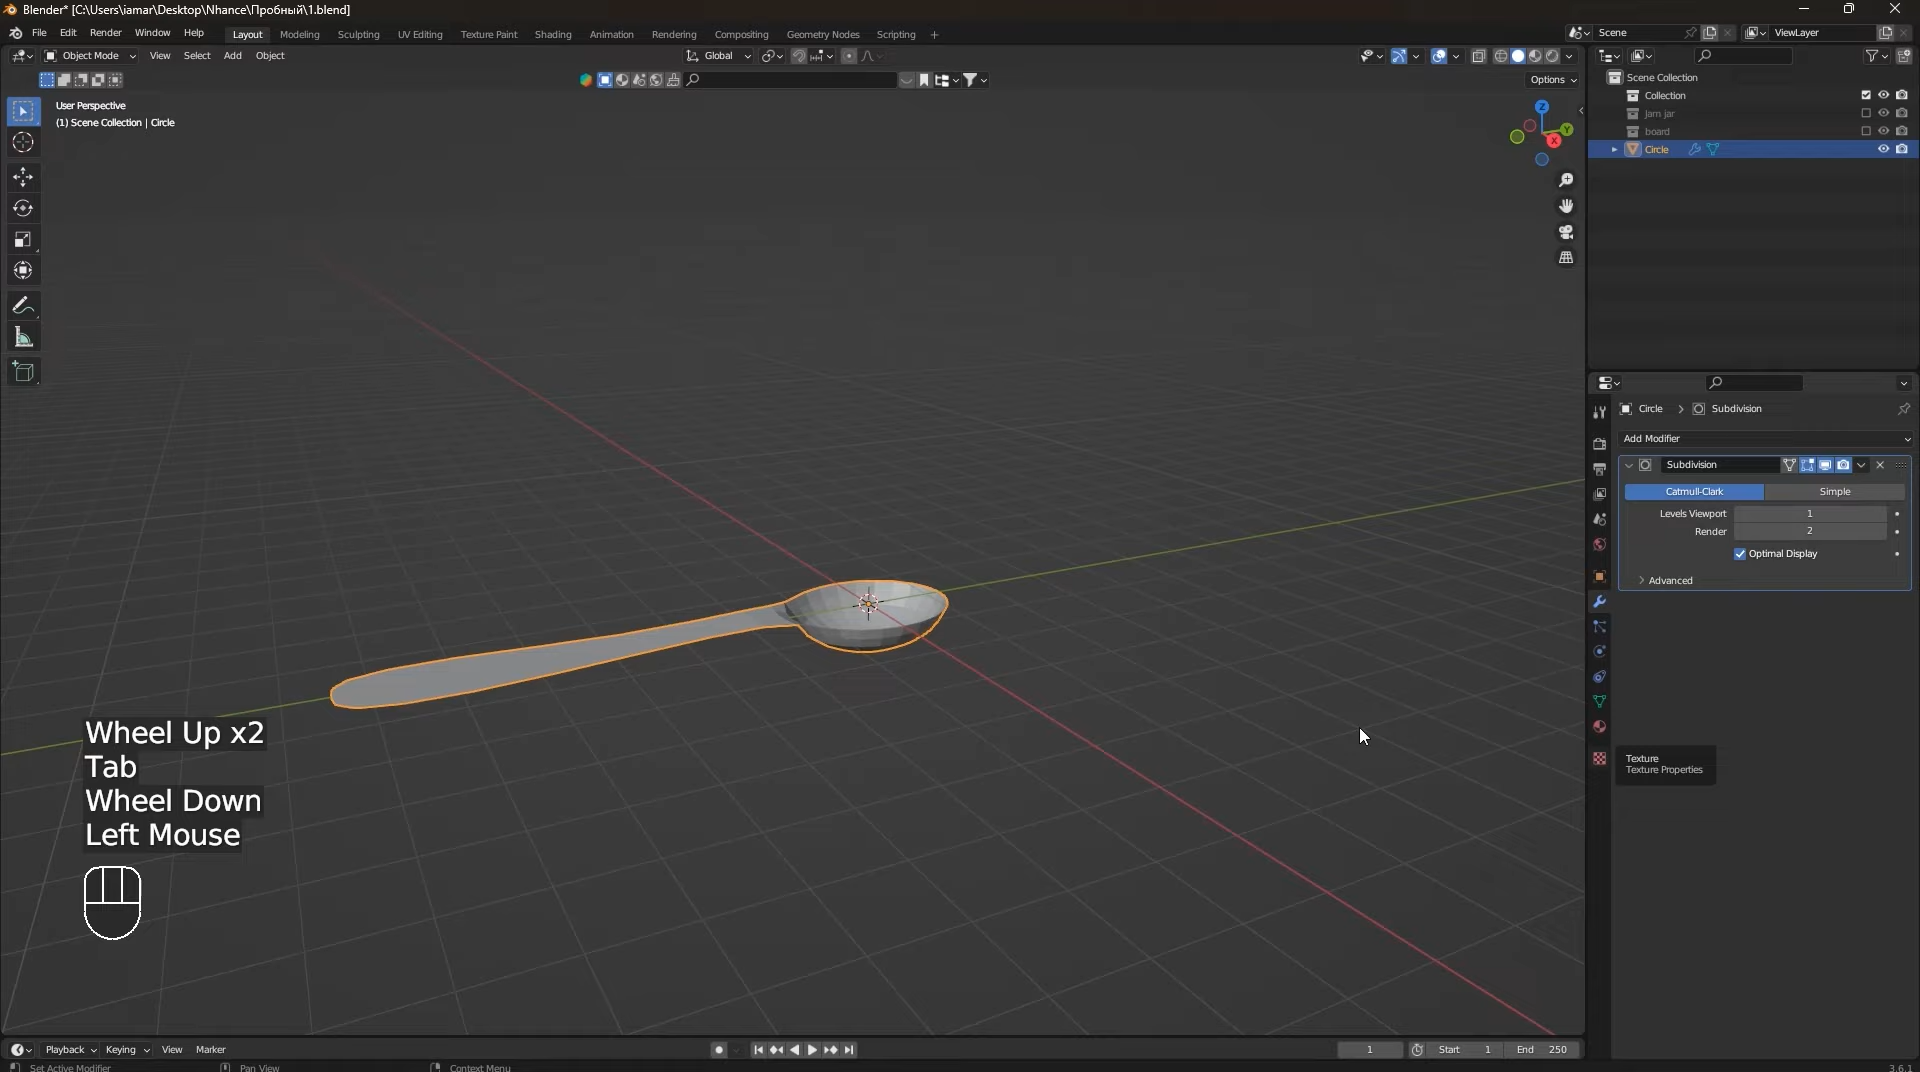 Blender* [C:\Users\iamar\Desktop\Nhance\Пробный\1.blend]
File Edit Render Window Help Layout Modeling Sculpting UV Editing Texture Paint Shading Animation Rendering Compositing Geometry Nodes Scripting + Scene ViewLayer
Object Mode View Select Add Object Global
Options
User Perspective
(1) Scene Collection | Circle
Z
Y
X
Scene Collection
Collection
Jam jar
board
Circle
Circle > Subdivision
Add Modifier
Subdivision
Catmull-Clark Simple
Levels Viewport 1
Render 2
Optimal Display
Advanced
Texture
Texture Properties
Wheel Up x2
Tab
Wheel Down
Left Mouse
Playback Keying View Marker 1 Start 1 End 250
Set Active Modifier Pan View Context Menu 3.6.1